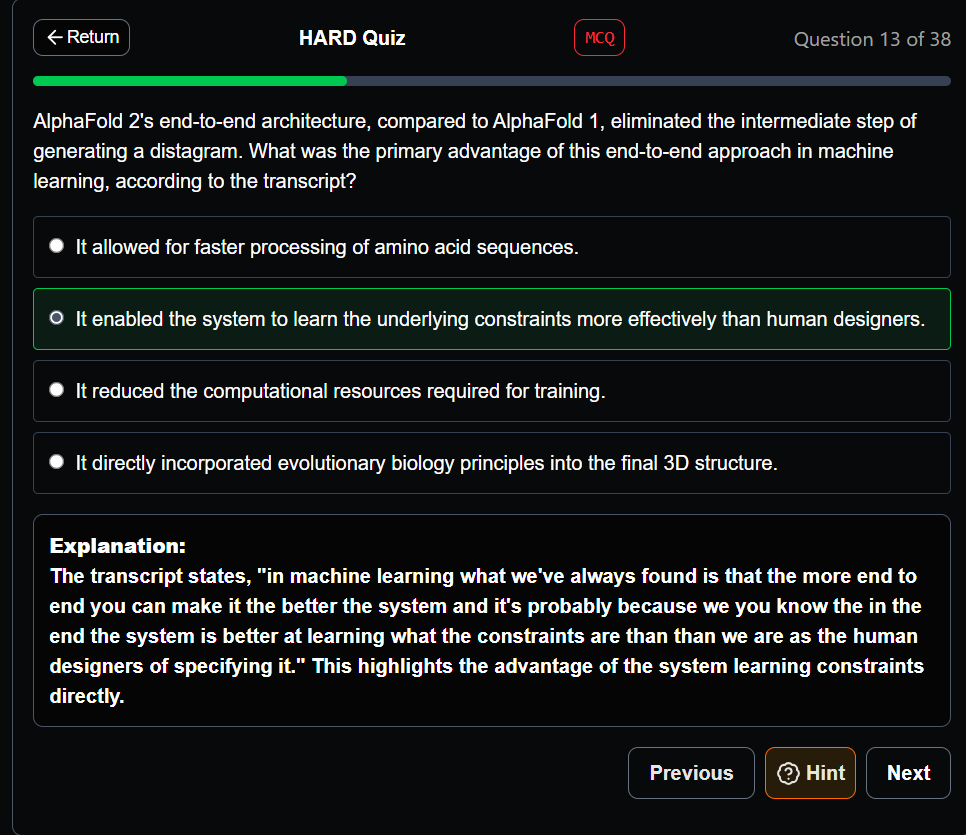 ← Return
HARD Quiz
MCQ
Question 13 of 38
AlphaFold 2's end-to-end architecture, compared to AlphaFold 1, eliminated the intermediate step of
generating a distagram. What was the primary advantage of this end-to-end approach in machine
learning, according to the transcript?
It allowed for faster processing of amino acid sequences.
It enabled the system to learn the underlying constraints more effectively than human designers.
It reduced the computational resources required for training.
It directly incorporated evolutionary biology principles into the final 3D structure.
Explanation:
The transcript states, "in machine learning what we've always found is that the more end to
end you can make it the better the system and it's probably because we you know the in the
end the system is better at learning what the constraints are than than we are as the human
designers of specifying it." This highlights the advantage of the system learning constraints
directly.
Previous
Hint
Next